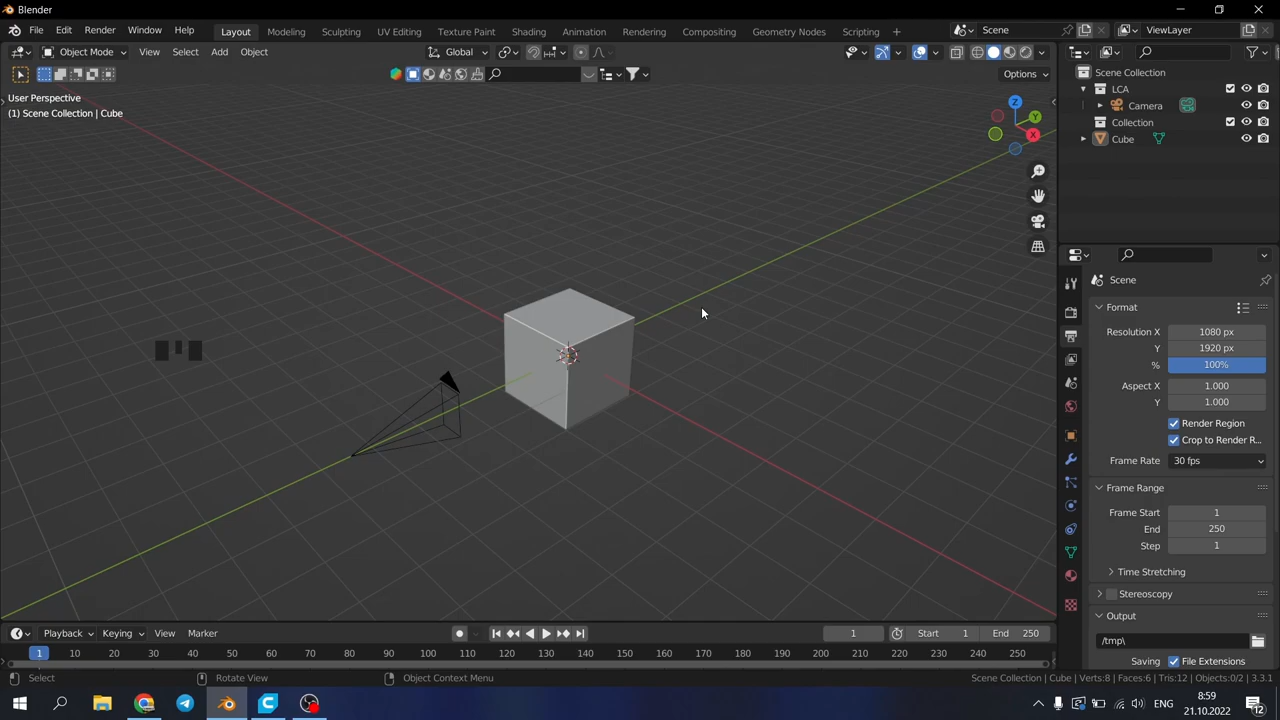 Blender
File Edit Render Window Help Layout Modeling Sculpting UV Editing Texture Paint Shading Animation Rendering Compositing Geometry Nodes Scripting + Scene ViewLayer
Object Mode View Select Add Object Global
Options
User Perspective
(1) Scene Collection | Cube
Z
Y
X
Scene Collection
LCA
Camera
Collection
Cube
Scene
Format
Resolution X 1080 px
Y 1920 px
% 100%
Aspect X 1.000
Y 1.000
Render Region
Crop to Render R...
Frame Rate 30 fps
Frame Range
Frame Start 1
End 250
Step 1
Time Stretching
Stereoscopy
Output
/tmp\
Saving File Extensions
Playback Keying View Marker 1 Start 1 End 250
1 10 20 30 40 50 60 70 80 90 100 110 120 130 140 150 160 170 180 190 200 210 220 230 240 250
Select Rotate View Object Context Menu Scene Collection | Cube | Verts:8 | Faces:6 | Tris:12 | Objects:0/2 | 3.3.1
ENG 8:59 21.10.2022 12